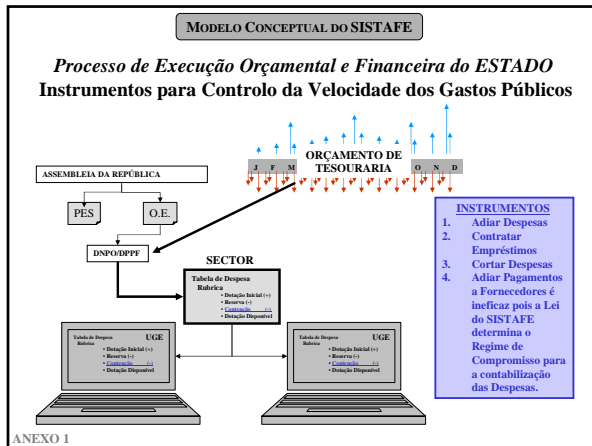 MODELO CONCEPTUAL DO SISTAFE
Processo de Execução Orçamental e Financeira do ESTADO
Instrumentos para Controlo da Velocidade dos Gastos Públicos
J F M
ORÇAMENTO DE
TESOURARIA
O N D
ASSEMBLEIA DA REPÚBLICA
PES
O.E.
DNPO/DPPF
SECTOR
Tabela de Despesa
Rubrica
• Dotação Inicial (+)
• Reserva (-)
• Contenção (-)
• Dotação Disponível
INSTRUMENTOS
1. Adiar Despesas
2. Contratar
Empréstimos
3. Cortar Despesas
4. Adiar Pagamentos
a Fornecedores é
ineficaz pois a Lei
do SISTAFE
determina o
Regime de
Compromisso para
a contabilização
das Despesas.
Tabela de Despesa UGE
Rubrica
• Dotação Inicial (+)
• Reserva (-)
• Contenção (-)
• Dotação Disponível
Tabela de Despesa UGE
Rubrica
• Dotação Inicial (+)
• Reserva (-)
• Contenção (-)
• Dotação Disponível
ANEXO 1